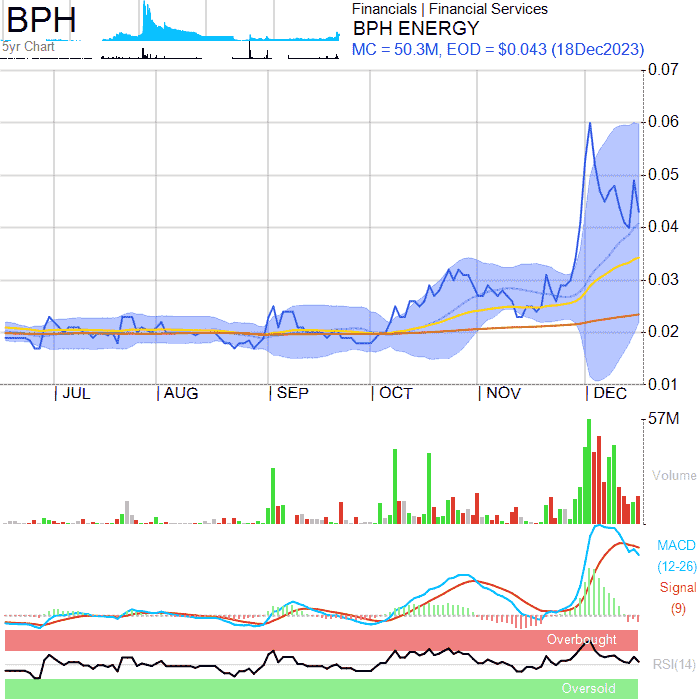 BPH
5yr Chart
Financials | Financial Services
BPH ENERGY
MC = 50.3M, EOD = $0.043 (18Dec2023)
0.07
0.06
0.05
0.04
0.03
0.02
0.01
JUL AUG SEP OCT NOV DEC
57M
Volume
MACD
(12-26)
Signal
(9)
Overbought
RSI(14)
Oversold